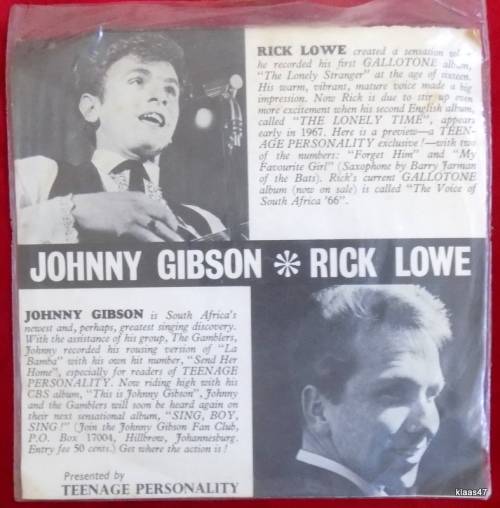 RICK LOWE created a sensation
he recorded his first GALLOTONE album,
"The Lonely Stranger" at the age of sixteen.
His warm, vibrant, mature voice made a big
impression. Now Rick is due to stir up even
more excitement when his second English album,
called "THE LONELY TIME", appears
early in 1967. Here is a preview—a TEEN-
AGE PERSONALITY exclusive!—with two
of the numbers: "Forget Him" and "My
Favourite Girl" (Saxophone by Barry Jarman
of the Bats). Rick's current GALLOTONE
album (now on sale) is called "The Voice of
South Africa '66".
JOHNNY GIBSON * RICK LOWE
JOHNNY GIBSON is South Africa's
newest and, perhaps, greatest singing discovery.
With the assistance of his group, The Gamblers,
Johnny recorded his rousing version of "La
Bamba" with his own hit number, "Send Her
Home", especially for readers of TEENAGE
PERSONALITY. Now riding high with his
CBS album, "This is Johnny Gibson", Johnny
and the Gamblers will soon be heard again on
their next sensational album, "SING, BOY,
SING!" (Join the Johnny Gibson Fan Club,
P.O. Box 17004, Hillbrow, Johannesburg.
Entry fee 50 cents.) Get where the action is!
Presented by
TEENAGE PERSONALITY
klaas47